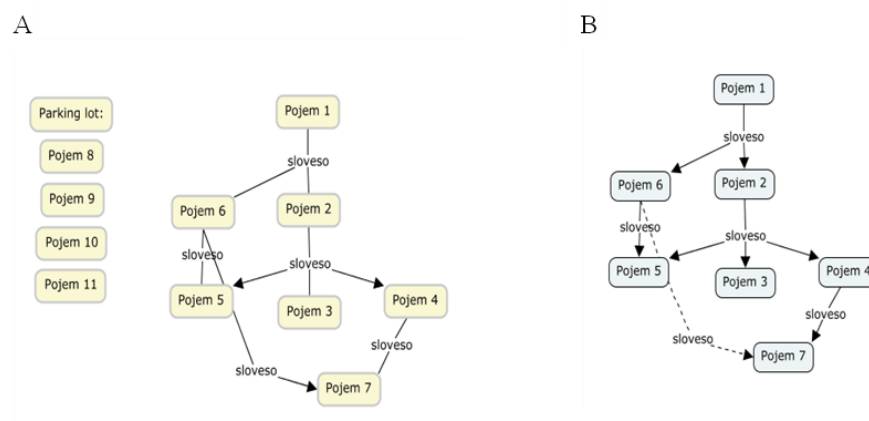 A
Parking lot:
Pojem 8
Pojem 9
Pojem 10
Pojem 11
Pojem 1
sloveso
Pojem 6
Pojem 2
sloveso
sloveso
Pojem 5
Pojem 3
Pojem 4
sloveso
sloveso
Pojem 7
B
Pojem 1
sloveso
Pojem 6
Pojem 2
sloveso
sloveso
Pojem 5
Pojem 3
Pojem 4
sloveso
sloveso
Pojem 7